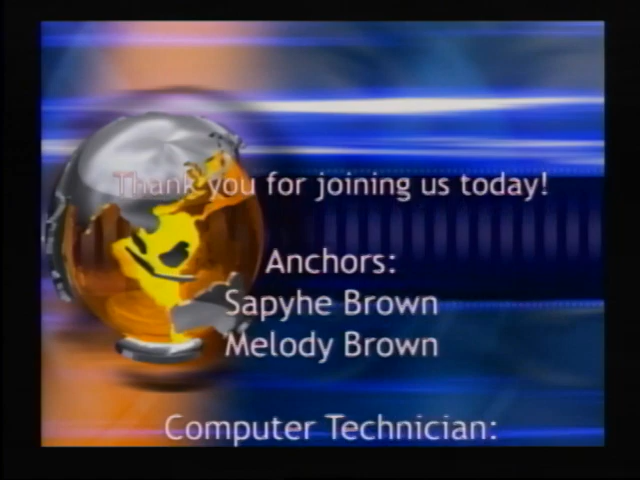 Thank you for joining us today!
Anchors:
Sapyhe Brown
Melody Brown
Computer Technician: